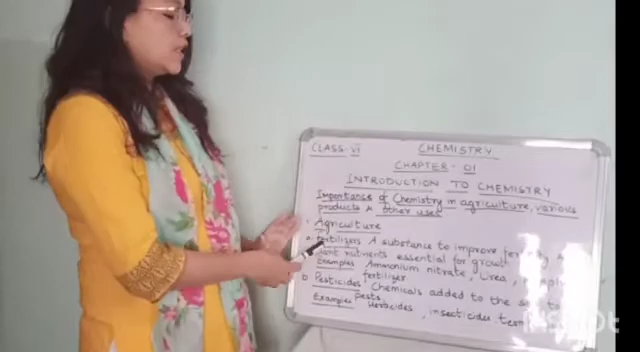 CLASS-VI
CHEMISTRY
CHAPTER-01
INTRODUCTION TO CHEMISTRY
Importance of Chemistry in agriculture, various
products & other uses
Agriculture
a fertilizers A substance to improve
nutrients essential for growth
Examples Ammonium nitrate, Urea,
fertilizer
b Pesticides Chemicals added to the
pests.
Examples insecticides